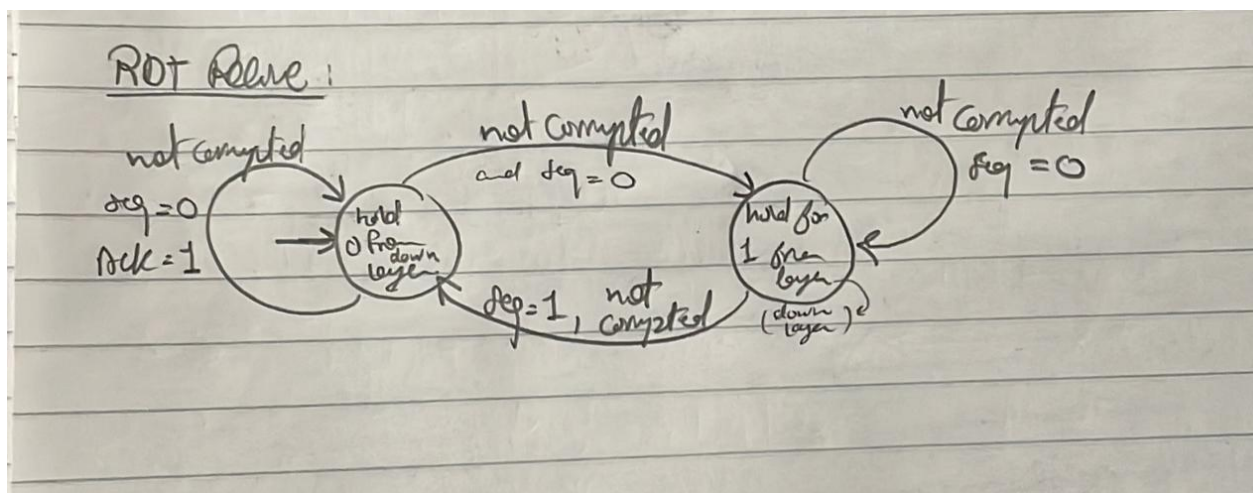 RDT Receive :
not corrupted
seq = 0
Ack = 1
not corrupted
and seq = 0
not corrupted
seq = 0
hold
0 from
down
layer
hold for
1 from
layer
(down
layer)
seq = 1, not
corrupted